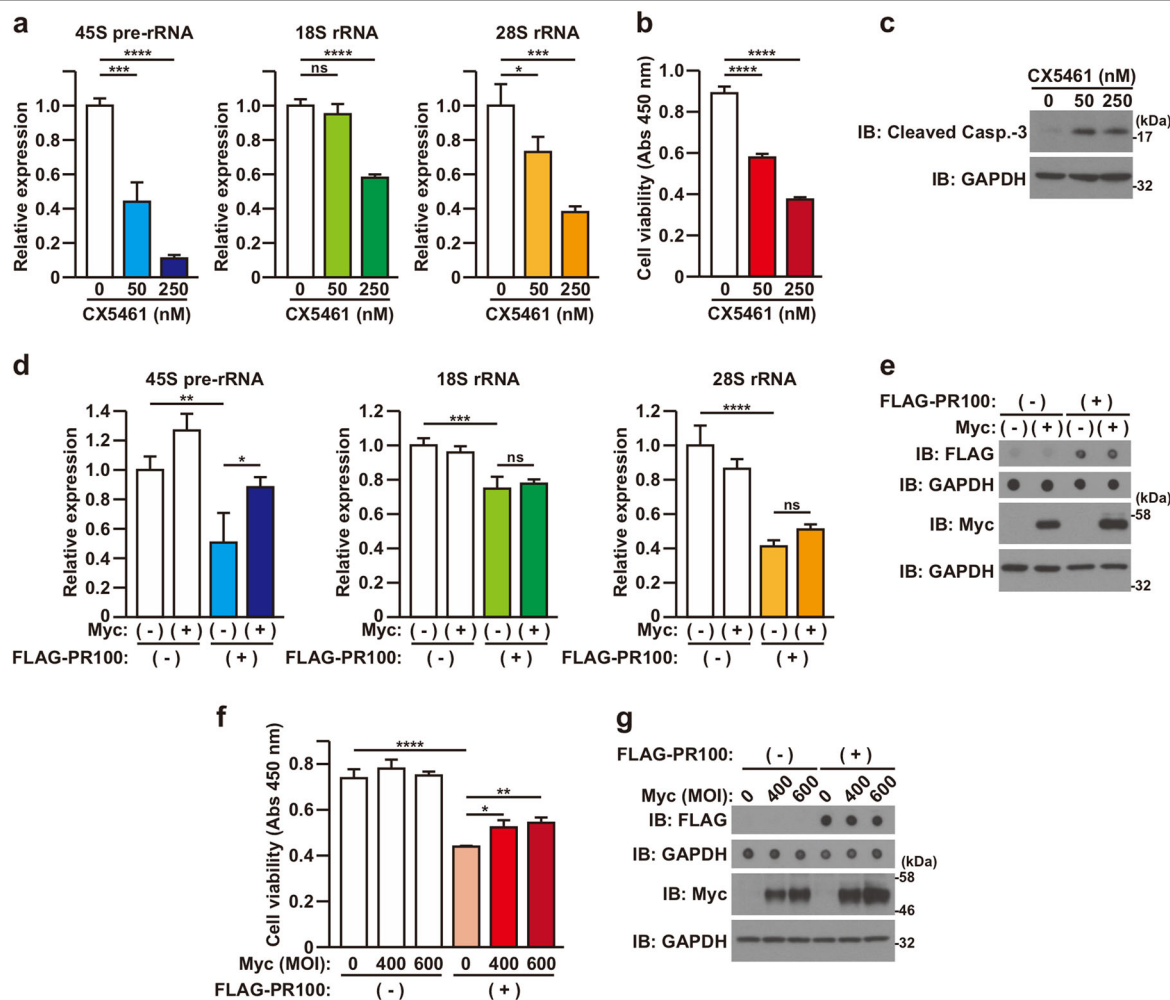 a
45S pre-rRNA
18S rRNA
28S rRNA
****
***
****
ns
***
*
Relative expression
1.0
0.8
0.6
0.4
0.2
0
0 50 250
CX5461 (nM)
Relative expression
1.0
0.8
0.6
0.4
0.2
0
0 50 250
CX5461 (nM)
Relative expression
1.0
0.8
0.6
0.4
0.2
0
0 50 250
CX5461 (nM)
b
****
****
Cell viability (Abs 450 nm)
1.0
0.8
0.6
0.4
0.2
0
0 50 250
CX5461 (nM)
c
CX5461 (nM)
0 50 250
(kDa)
IB: Cleaved Casp.-3
-17
IB: GAPDH
-32
d
45S pre-rRNA
**
*
Relative expression
1.4
1.2
1.0
0.8
0.6
0.4
0.2
0
Myc: (-) (+) (-) (+)
FLAG-PR100: (-) (+)
18S rRNA
***
ns
Relative expression
1.2
1.0
0.8
0.6
0.4
0.2
0
Myc: (-) (+) (-) (+)
FLAG-PR100: (-) (+)
28S rRNA
****
ns
Relative expression
1.2
1.0
0.8
0.6
0.4
0.2
0
Myc: (-) (+) (-) (+)
FLAG-PR100: (-) (+)
e
FLAG-PR100: (-) (+)
Myc: (-) (+) (-) (+)
IB: FLAG
IB: GAPDH
(kDa)
-58
IB: Myc
IB: GAPDH
-32
f
****
**
*
Cell viability (Abs 450 nm)
0.8
0.6
0.4
0.2
0
Myc (MOI): 0 400 600 0 400 600
FLAG-PR100: (-) (+)
g
FLAG-PR100: (-) (+)
Myc (MOI): 0 400 600 0 400 600
IB: FLAG
IB: GAPDH
(kDa)
-58
IB: Myc
-46
IB: GAPDH
-32